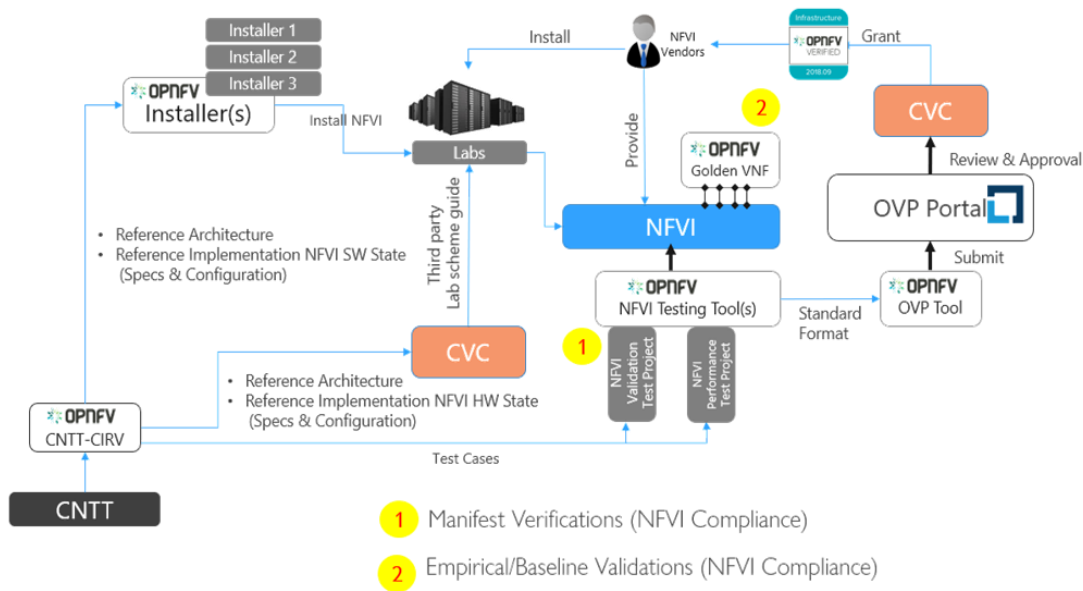 Installer 1
Installer 2
Installer 3
OPNFV
Installer(s)
Install NFVI
Install
NFVI
Vendors
Infrastructure
OPNFV
VERIFIED
2018.09
Grant
CVC
Review & Approval
OVP Portal
Submit
OPNFV
OVP Tool
Standard
Format
2
OPNFV
Golden VNF
Provide
Labs
NFVI
Third party
Lab scheme guide
• Reference Architecture
• Reference Implementation NFVI SW State
(Specs & Configuration)
OPNFV
NFVI Testing Tool(s)
1
NFVI
Validation
Test Project
NFVI
Performance
Test Project
CVC
• Reference Architecture
• Reference Implementation NFVI HW State
(Specs & Configuration)
OPNFV
CNTT-CIRV
Test Cases
CNTT
1 Manifest Verifications (NFVI Compliance)
2 Empirical/Baseline Validations (NFVI Compliance)